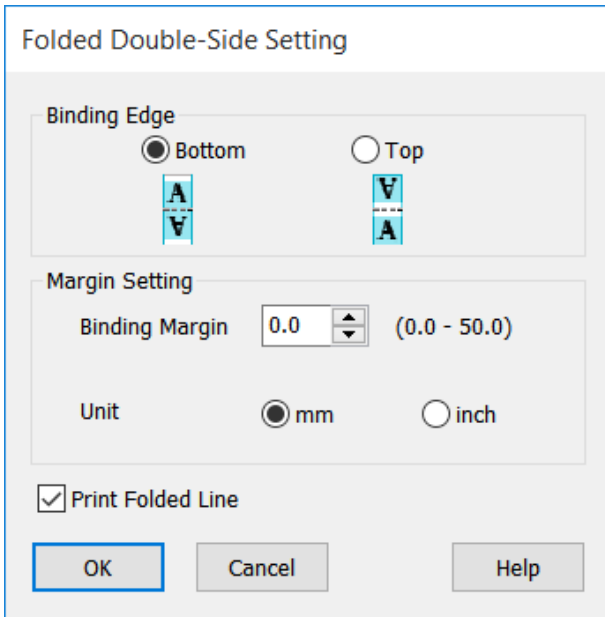 Folded Double-Side Setting
Binding Edge
Bottom Top
A A
A A
Margin Setting
Binding Margin 0.0 (0.0 - 50.0)
Unit mm inch
Print Folded Line
OK Cancel Help